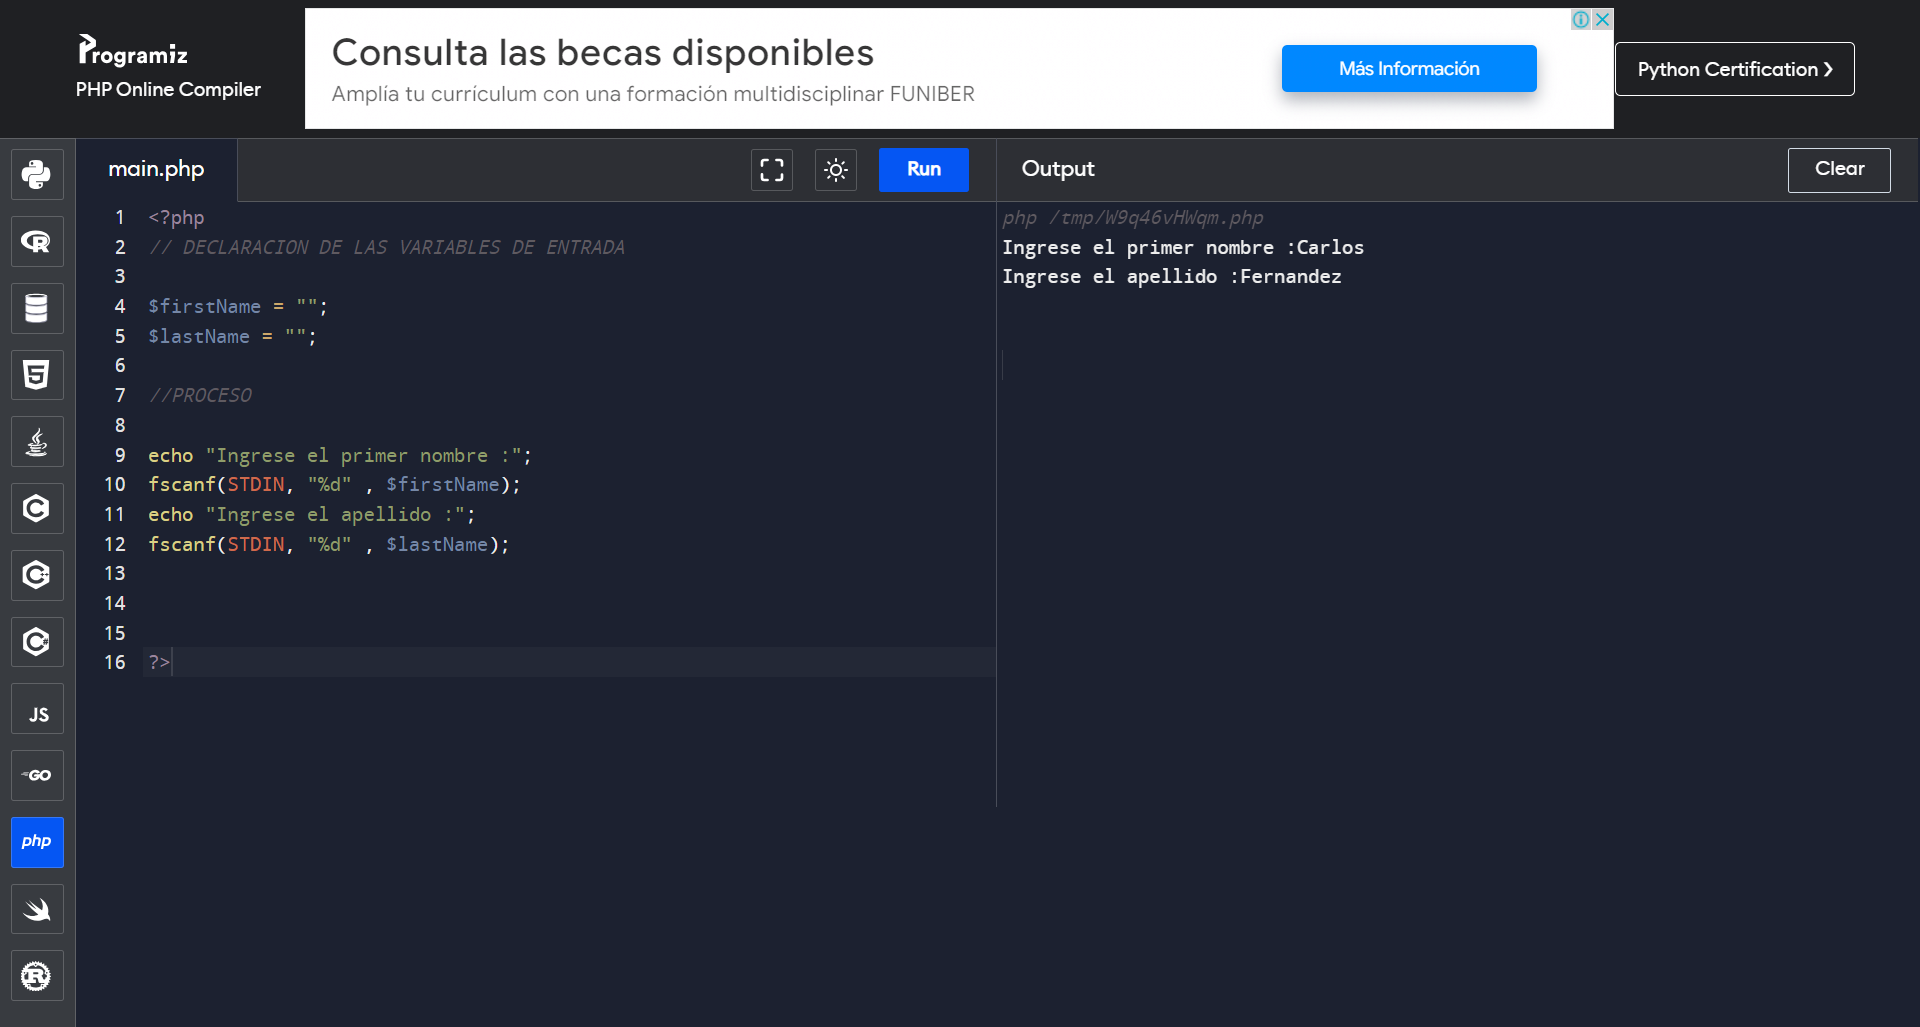 Programiz
PHP Online Compiler
Consulta las becas disponibles
Amplía tu currículum con una formación multidisciplinar FUNIBER
Más Información
Python Certification ❯
main.php
Run
Output
Clear
1 <?php
2 // DECLARACION DE LAS VARIABLES DE ENTRADA
3
4 $firstName = "";
5 $lastName = "";
6
7 //PROCESO
8
9 echo "Ingrese el primer nombre :";
10 fscanf(STDIN, "%d" , $firstName);
11 echo "Ingrese el apellido :";
12 fscanf(STDIN, "%d" , $lastName);
13
14
15
16 ?>
php /tmp/W9q46vHWqm.php
Ingrese el primer nombre :Carlos
Ingrese el apellido :Fernandez
R
5
C
C++
C#
JS
GO
php
R